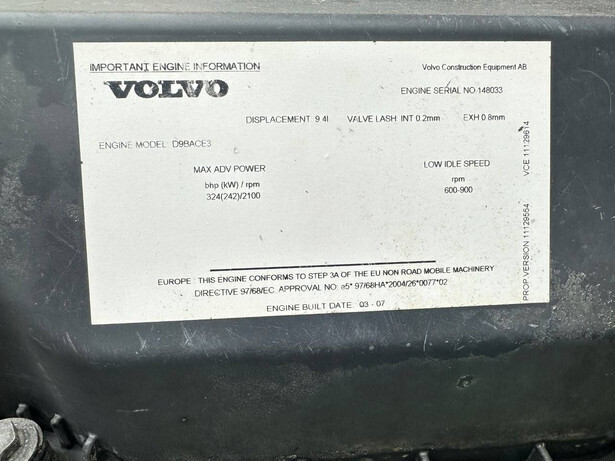 IMPORTANT ENGINE INFORMATION
Volvo Construction Equipment AB
VOLVO
ENGINE SERIAL NO 148033
DISPLACEMENT 9.4l VALVE LASH INT 0.2mm EXH 0.8mm
ENGINE MODEL D9BACE3
MAX ADV POWER
LOW IDLE SPEED
bhp (kW) / rpm
rpm
324(242)/2100
600-900
EUROPE : THIS ENGINE CONFORMS TO STEP 3A OF THE EU NON ROAD MOBILE MACHINERY
DIRECTIVE 97/68/EC. APPROVAL NO: e5* 97/68HA*2004/26*0077*02
ENGINE BUILT DATE: 03 - 07
PROP.VERSION 11129554
VCE 11129614